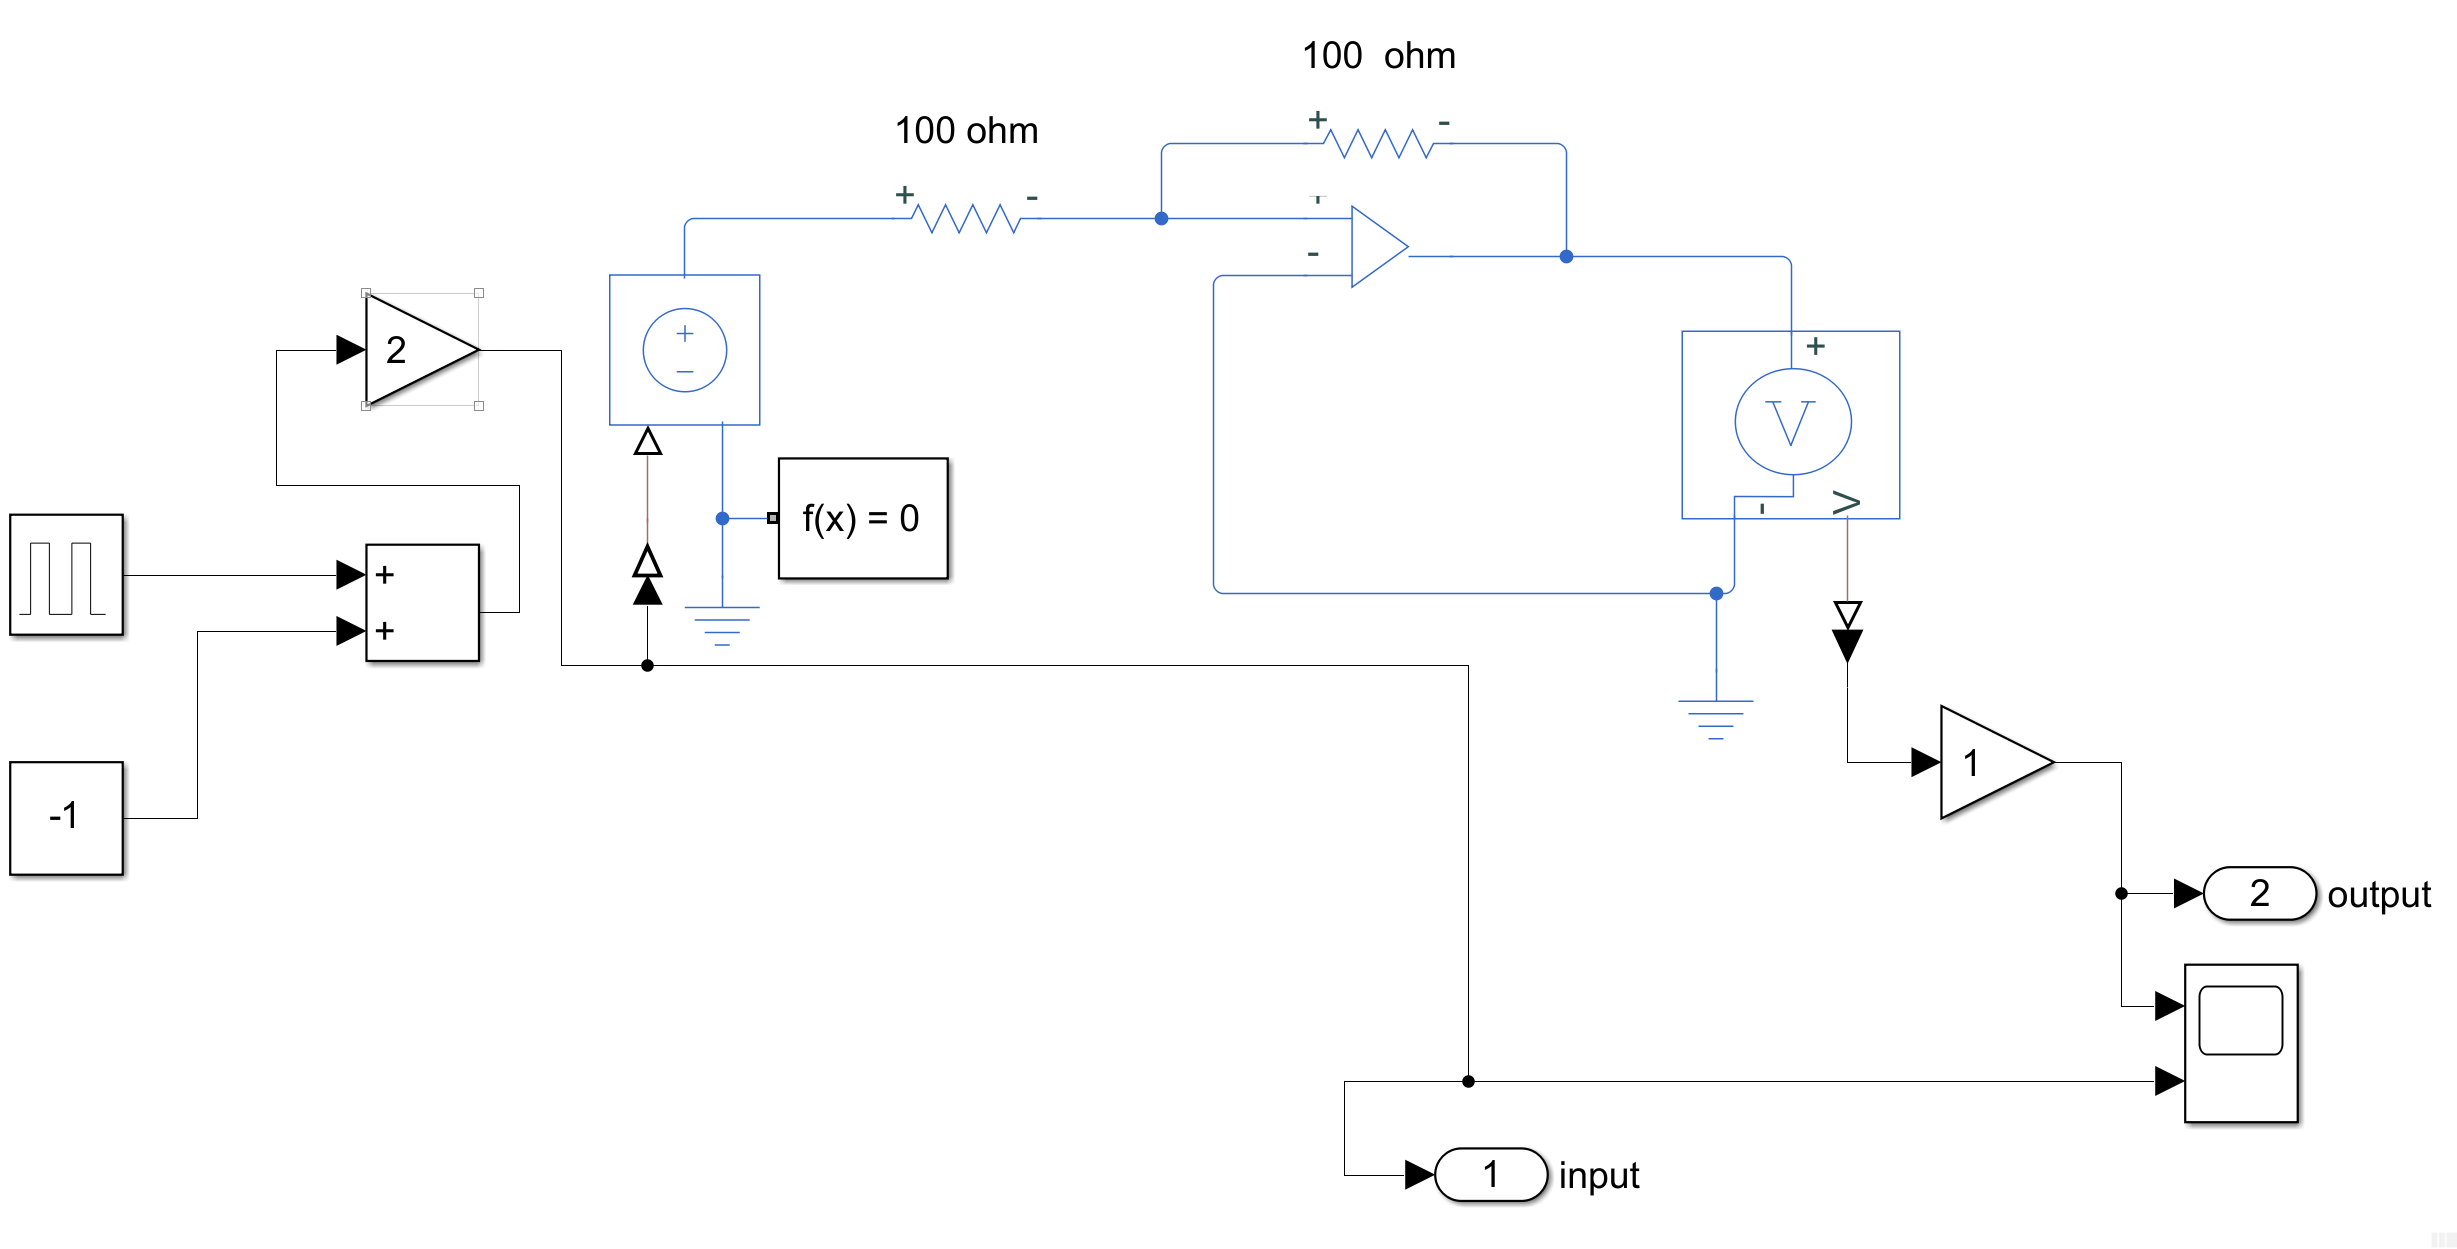 100 ohm
100 ohm
+ -
+ -
+
-
2
+
-
+
V
- V
f(x) = 0
+
+
-1
1
2 output
1 input